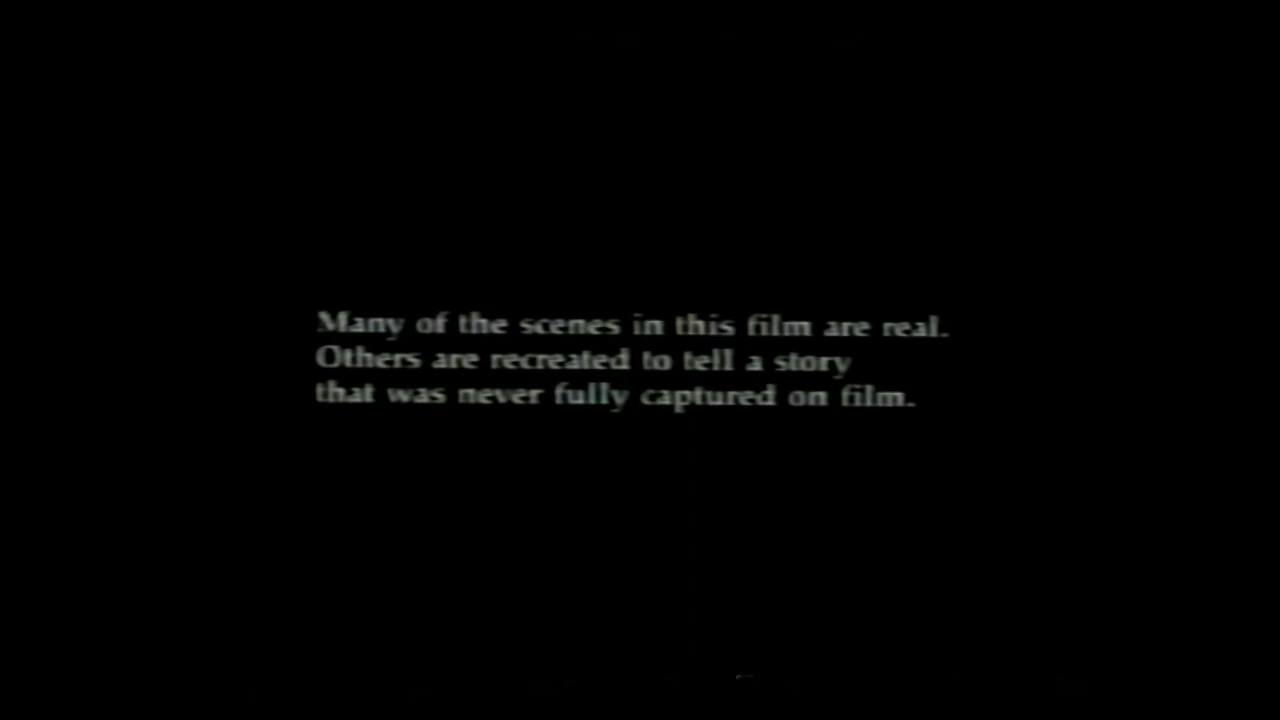 Many of the scenes in this film are real.
Others are recreated to tell a story
that was never fully captured on film.